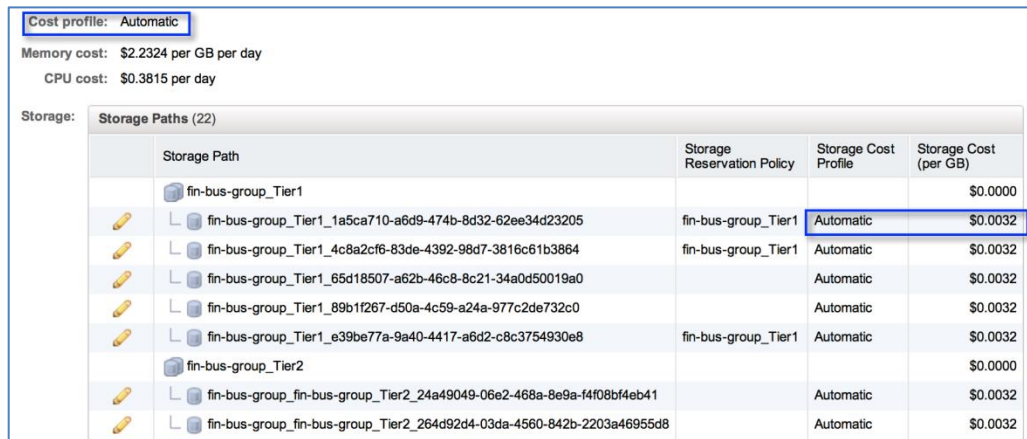 Cost profile: Automatic
Memory cost: $2.2324 per GB per day
CPU cost: $0.3815 per day
Storage: Storage Paths (22)
Storage Path Storage Reservation Policy Storage Cost Profile Storage Cost (per GB)
fin-bus-group_Tier1 $0.0000
fin-bus-group_Tier1_1a5ca710-a6d9-474b-8d32-62ee34d23205 fin-bus-group_Tier1 Automatic $0.0032
fin-bus-group_Tier1_4c8a2cf6-83de-4392-98d7-3816c61b3864 fin-bus-group_Tier1 Automatic $0.0032
fin-bus-group_Tier1_65d18507-a62b-46c8-8c21-34a0d50019a0 Automatic $0.0032
fin-bus-group_Tier1_89b1f267-d50a-4c59-a24a-977c2de732c0 Automatic $0.0032
fin-bus-group_Tier1_e39be77a-9a40-4417-a6d2-c8c3754930e8 fin-bus-group_Tier1 Automatic $0.0032
fin-bus-group_Tier2 $0.0000
fin-bus-group_fin-bus-group_Tier2_24a49049-06e2-468a-8e9a-f4f08bf4eb41 Automatic $0.0032
fin-bus-group_fin-bus-group_Tier2_264d92d4-03da-4560-842b-2203a46955d8 Automatic $0.0032